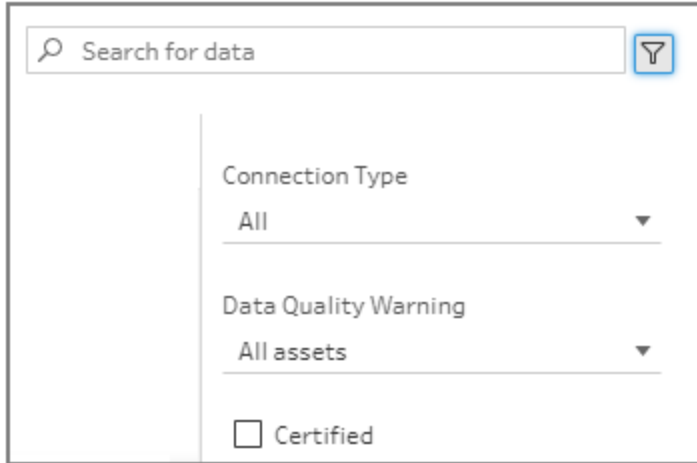 Search for data
Connection Type
All
Data Quality Warning
All assets
Certified